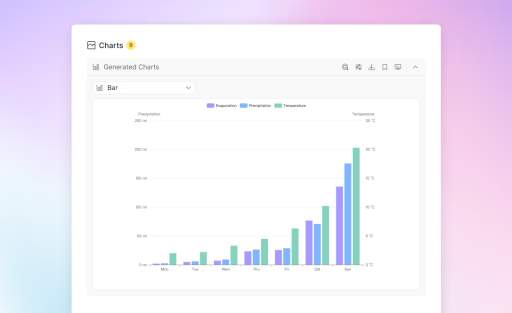 Charts 9
Generated Charts
Bar
Evaporation Precipitation Temperature
Precipitation Temperature
250 ml 25 °C
200 ml 20 °C
150 ml 15 °C
100 ml 10 °C
50 ml 5 °C
0 ml 0 °C
Mon Tue Wed Thu Fri Sat Sun